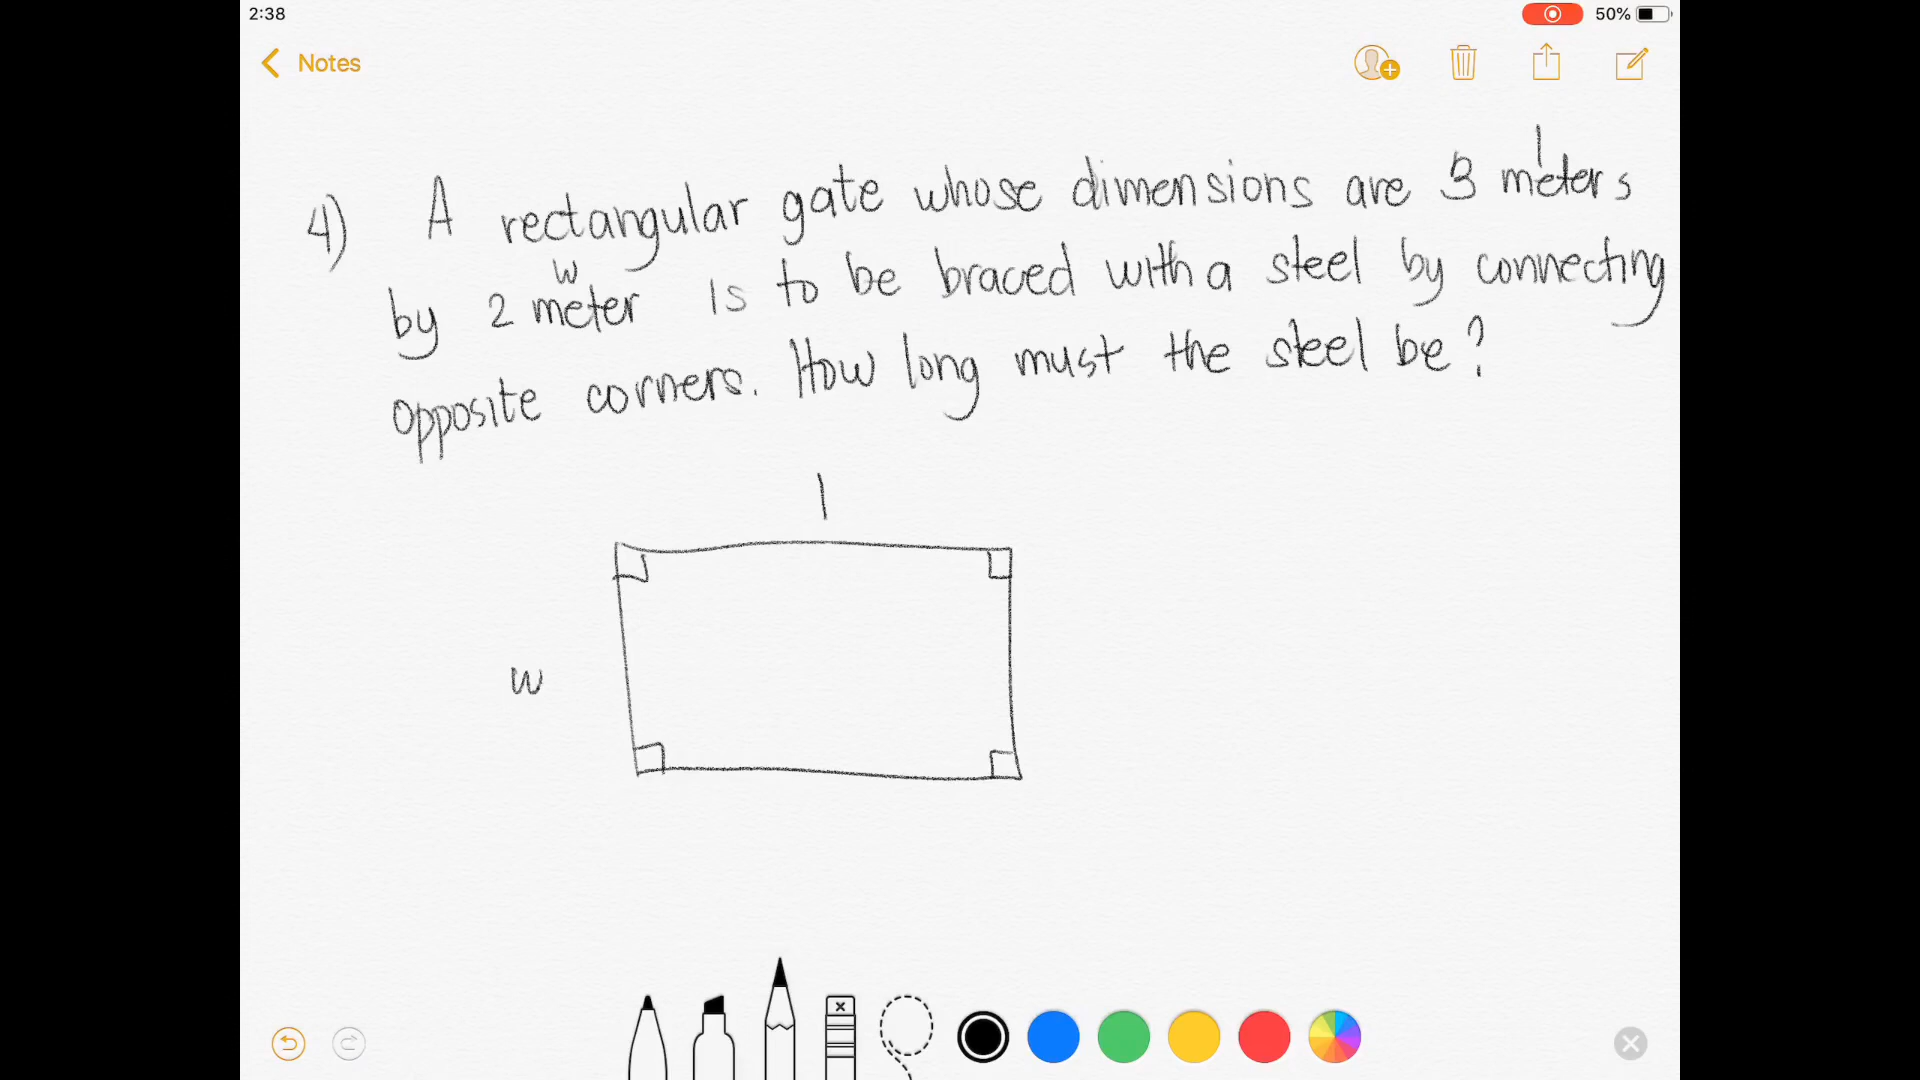 2:38
50%
Notes
l
4) A rectangular gate whose dimensions are 3 meters
w
by 2 meter is to be braced with a steel by connecting
opposite corners. How long must the steel be?
l
w